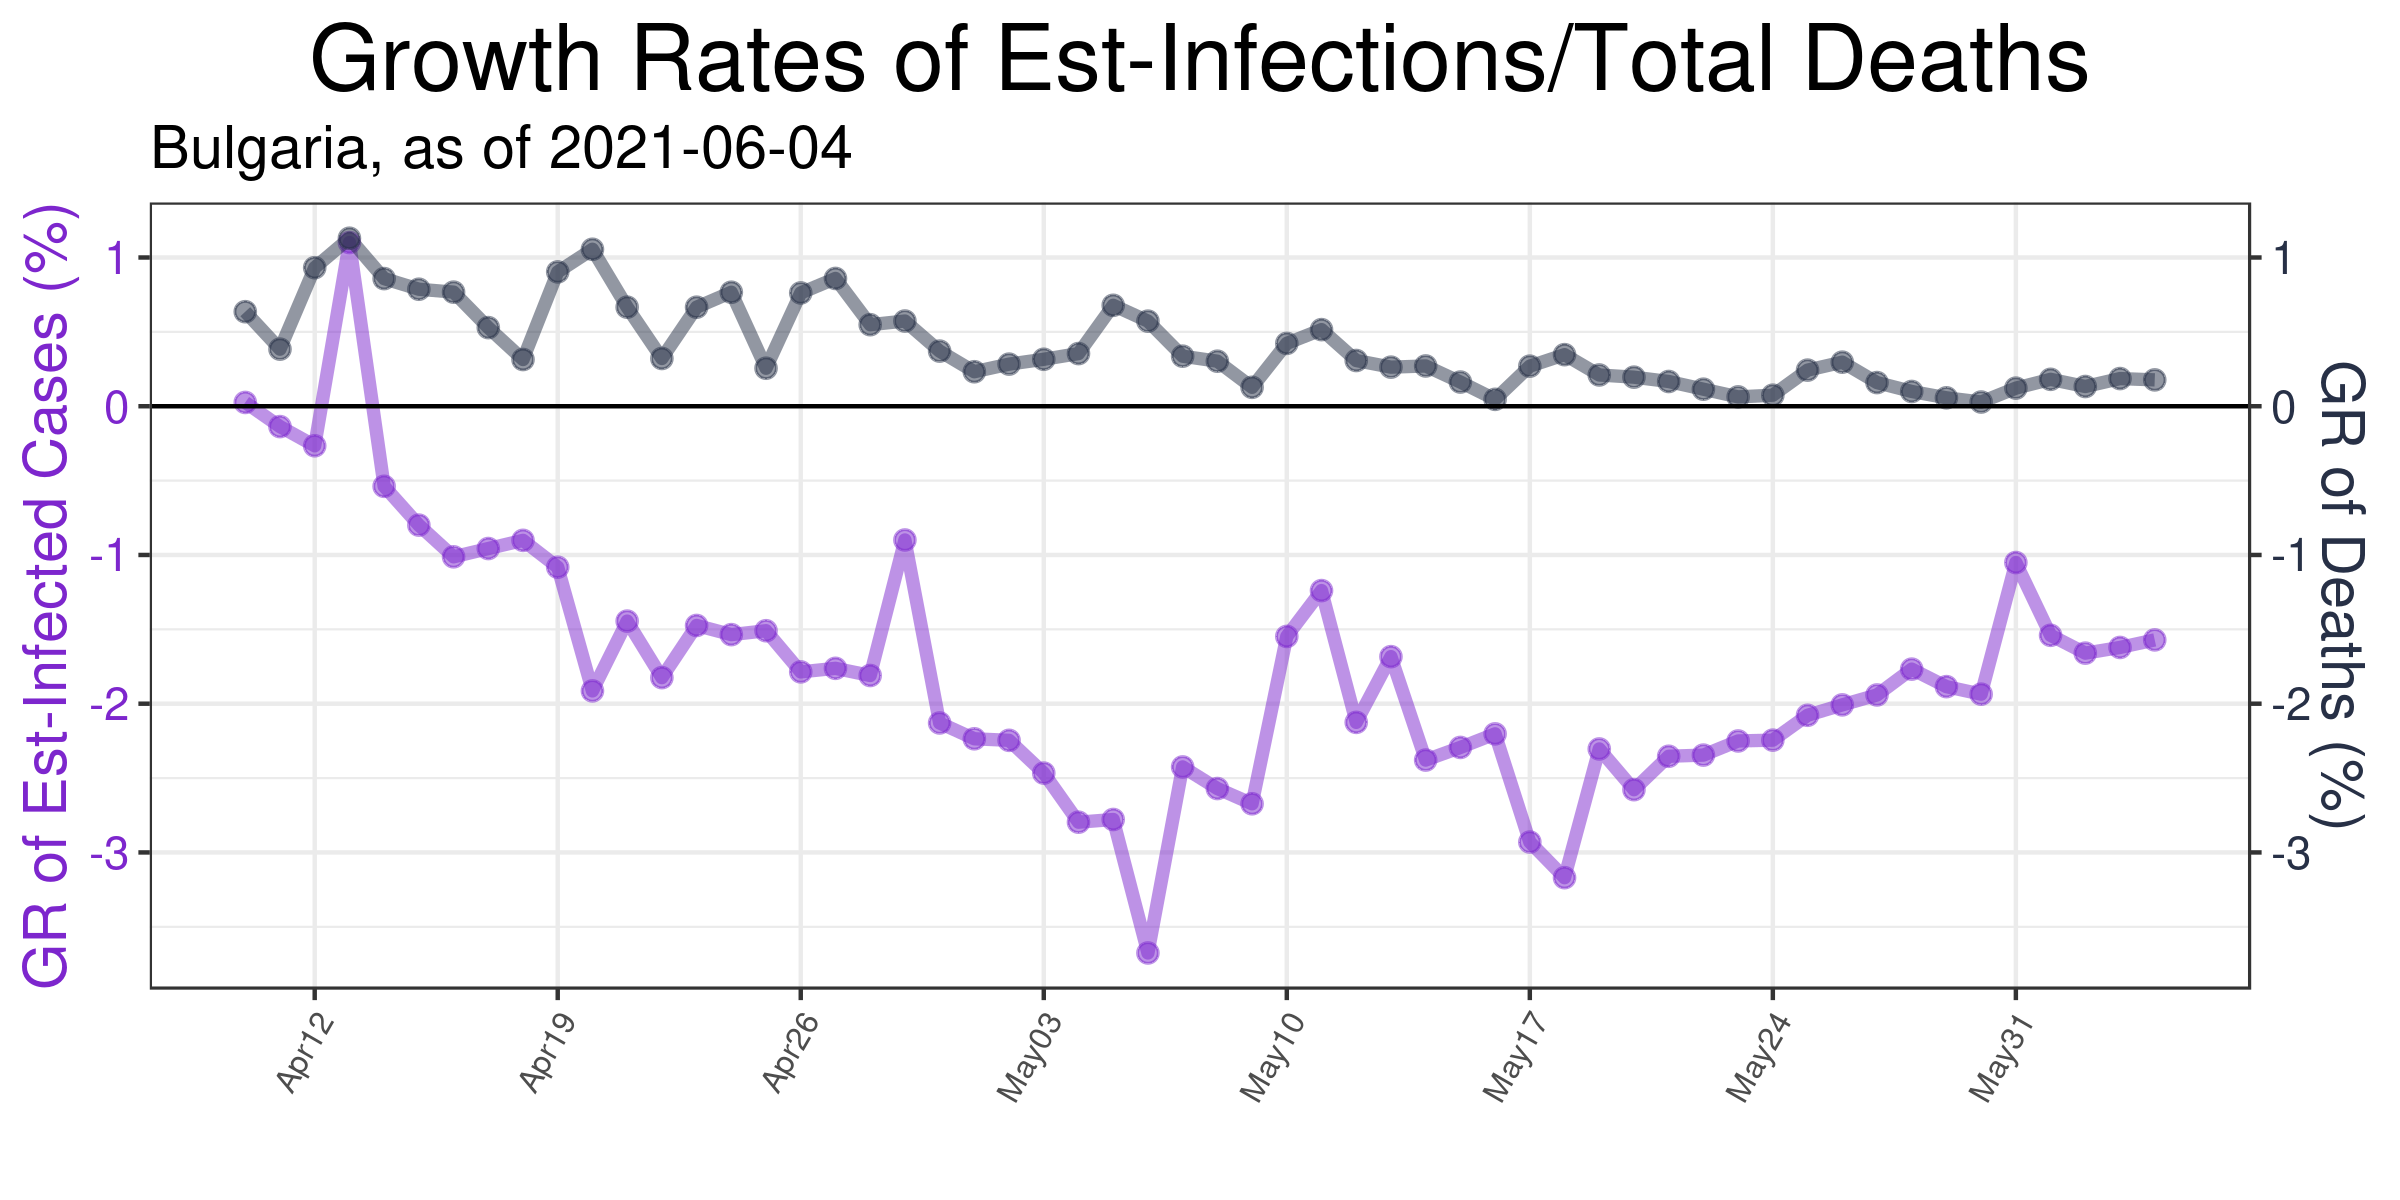 Growth Rates of Est-Infections/Total Deaths
Bulgaria, as of 2021-06-04
GR of Est-Infected Cases (%)
1
0
-1
-2
-3
1
0
-1
-2
-3
GR of Deaths (%)
Apr12
Apr19
Apr26
May03
May10
May17
May24
May31